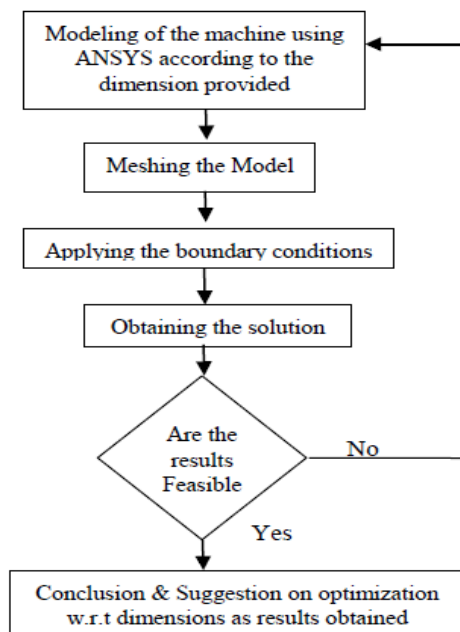 Modeling of the machine using
ANSYS according to the
dimension provided
Meshing the Model
Applying the boundary conditions
Obtaining the solution
Are the
results
Feasible
No
Yes
Conclusion & Suggestion on optimization
w.r.t dimensions as results obtained